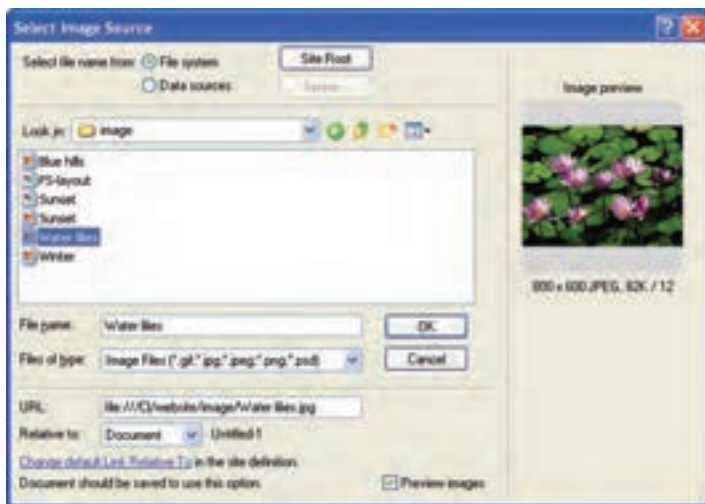 Select Image Source
Select file name from: File system Site Root
Data sources
Image preview
Look in: image
Blue hills
PS-layout
Sunset
Sunset
Water lilies
Winter
800 x 600 JPEG, 82K / 12
File name: Water lilies OK
Files of type: Image Files (*.gif;*.jpg;*.jpeg;*.png;*.psd) Cancel
URL: file:///C|/website/image/Water lilies.jpg
Relative to: Document Untitled-1
Change default Link Relative To in the site definition.
Document should be saved to use this option. Preview images